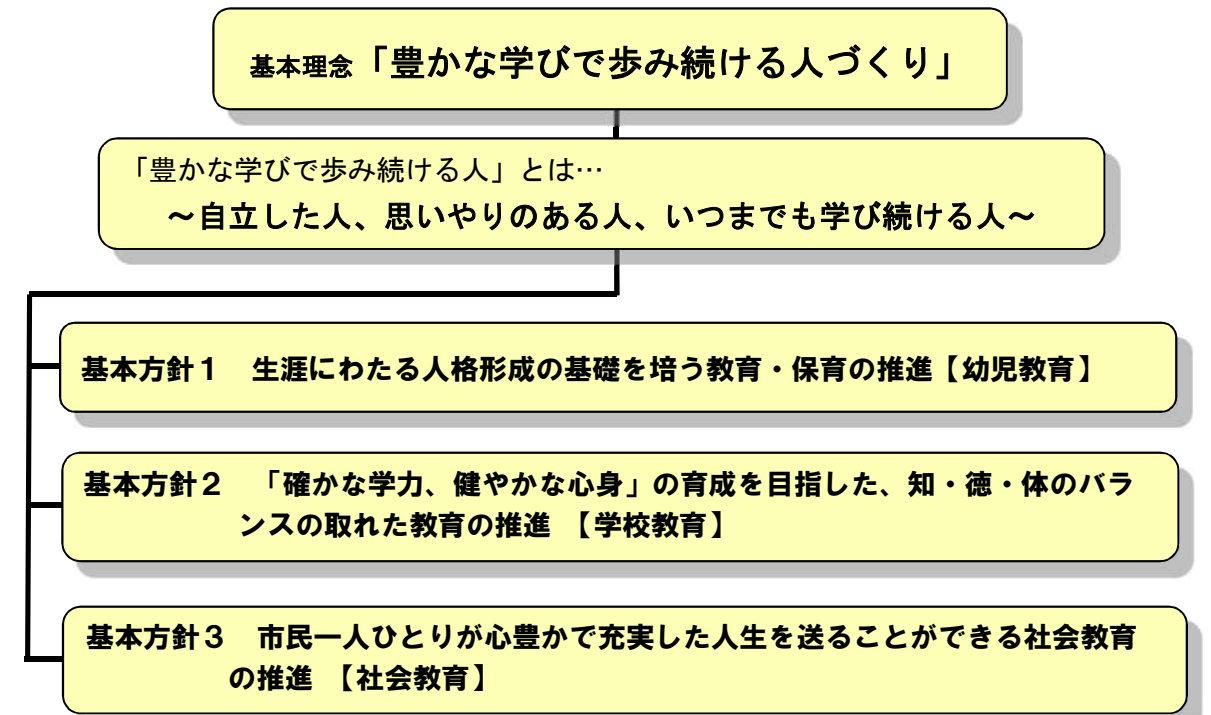 基本理念「豊かな学びで歩み続ける人づくり」
「豊かな学びで歩み続ける人」とは…
～自立した人、思いやりのある人、いつまでも学び続ける人～
基本方針１　生涯にわたる人格形成の基礎を培う教育・保育の推進【幼児教育】
基本方針２　「確かな学力、健やかな心身」の育成を目指した、知・徳・体のバラ
ンスの取れた教育の推進　【学校教育】
基本方針３　市民一人ひとりが心豊かで充実した人生を送ることができる社会教育
の推進　【社会教育】